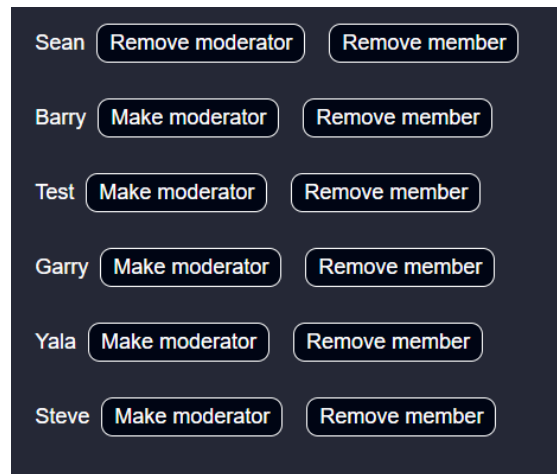 Sean Remove moderator Remove member
Barry Make moderator Remove member
Test Make moderator Remove member
Garry Make moderator Remove member
Yala Make moderator Remove member
Steve Make moderator Remove member